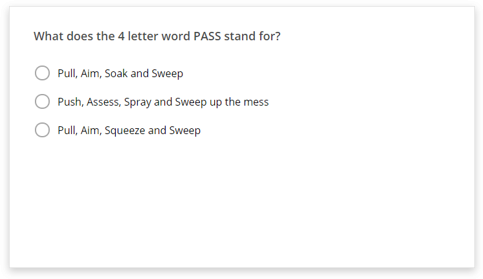 What does the 4 letter word PASS stand for?
Pull, Aim, Soak and Sweep
Push, Assess, Spray and Sweep up the mess
Pull, Aim, Squeeze and Sweep